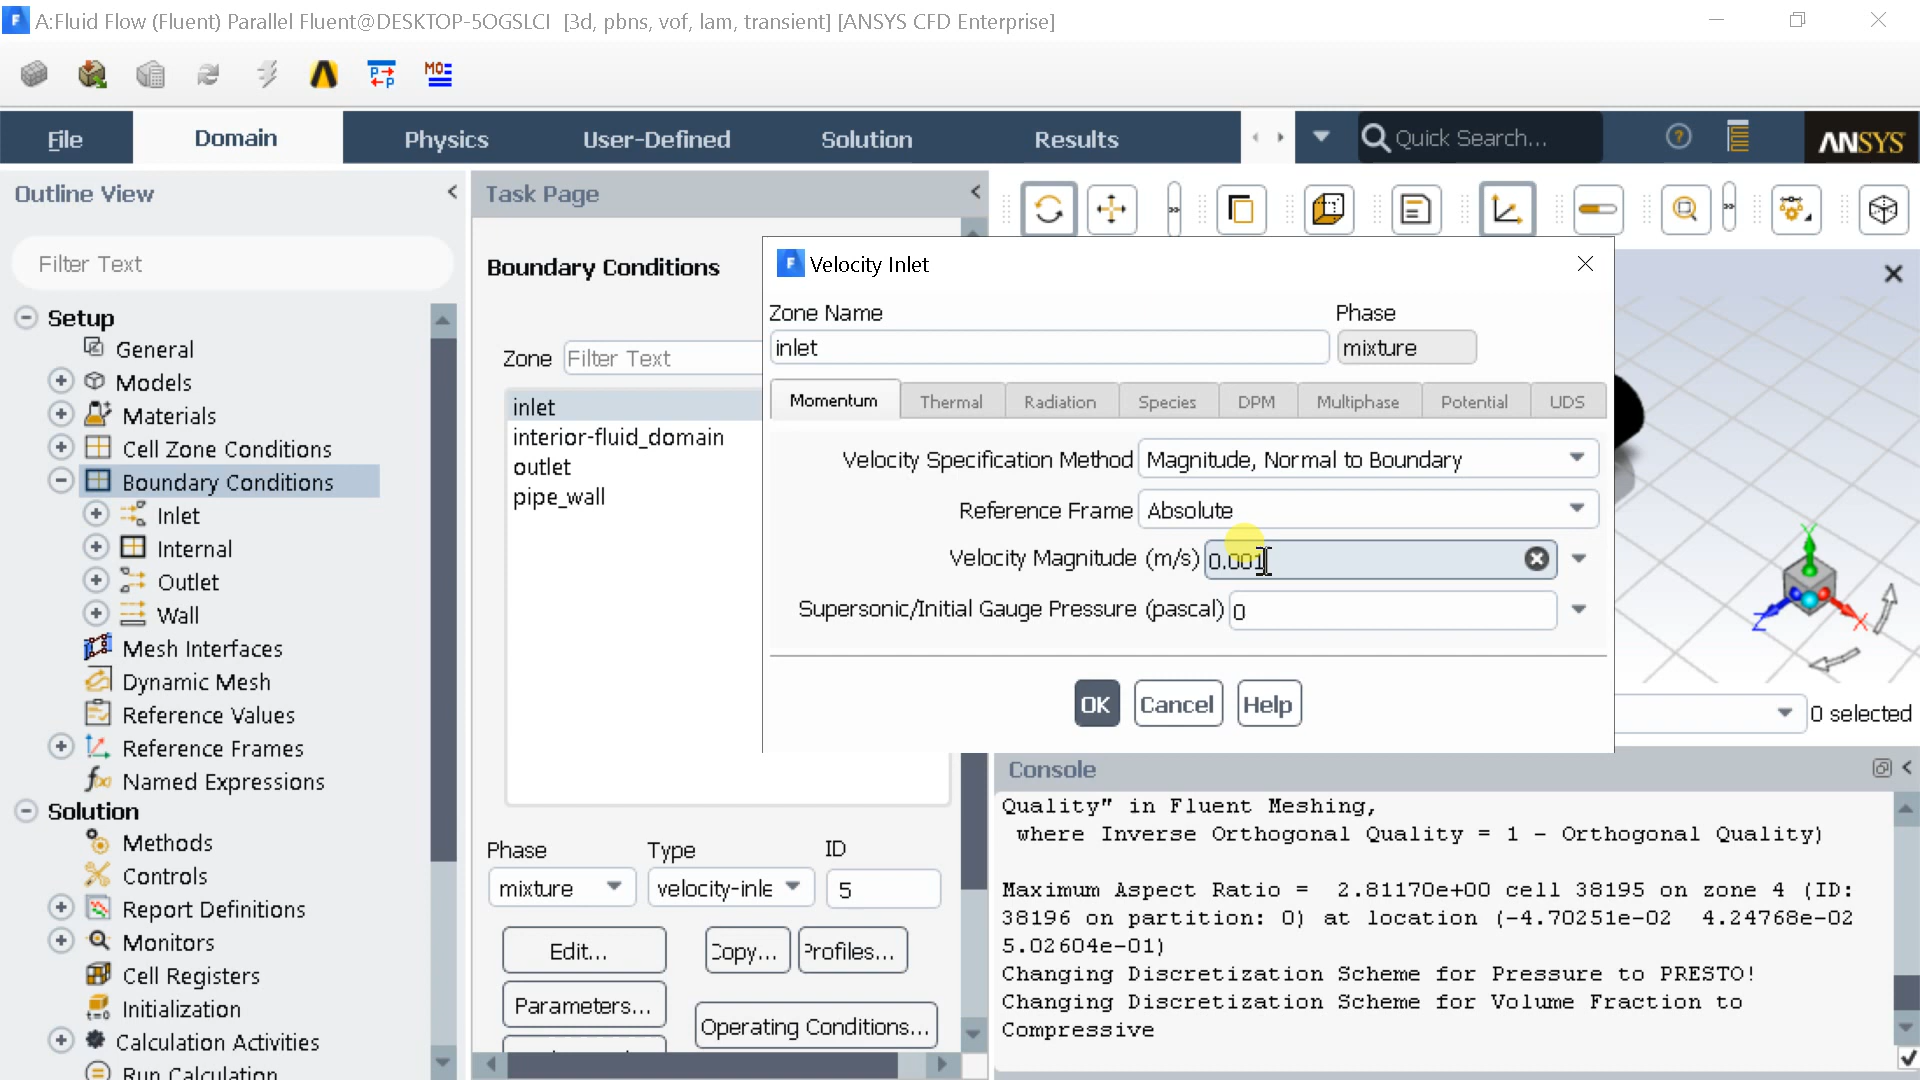 A:Fluid Flow (Fluent) Parallel Fluent@DESKTOP-5OGSLCI [3d, pbns, vof, lam, transient] [ANSYS CFD Enterprise]
File Domain Physics User-Defined Solution Results Quick Search... ANSYS
Outline View
Filter Text
Setup
General
Models
Materials
Cell Zone Conditions
Boundary Conditions
Inlet
Internal
Outlet
Wall
Mesh Interfaces
Dynamic Mesh
Reference Values
Reference Frames
Named Expressions
Solution
Methods
Controls
Report Definitions
Monitors
Cell Registers
Initialization
Calculation Activities
Run Calculation
Task Page
Boundary Conditions
Zone Filter Text
inlet
interior-fluid_domain
outlet
pipe_wall
Phase Type ID
mixture velocity-inle 5
Edit... Copy... Profiles...
Parameters...
Operating Conditions...
Velocity Inlet
Zone Name Phase
inlet mixture
Momentum Thermal Radiation Species DPM Multiphase Potential UDS
Velocity Specification Method Magnitude, Normal to Boundary
Reference Frame Absolute
Velocity Magnitude (m/s) 0.001
Supersonic/Initial Gauge Pressure (pascal) 0
OK Cancel Help
Y
Z X
0 selected
Console
Quality" in Fluent Meshing,
where Inverse Orthogonal Quality = 1 - Orthogonal Quality)
Maximum Aspect Ratio = 2.81170e+00 cell 38195 on zone 4 (ID:
38196 on partition: 0) at location (-4.70251e-02 4.24768e-02
5.02604e-01)
Changing Discretization Scheme for Pressure to PRESTO!
Changing Discretization Scheme for Volume Fraction to
Compressive